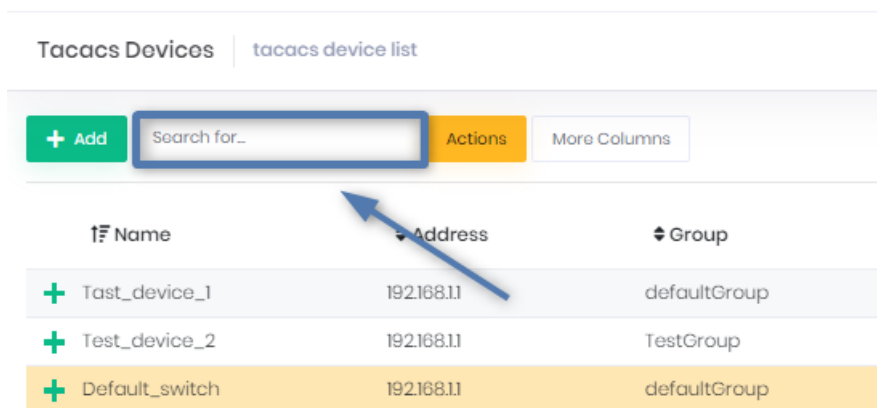 Tacacs Devices tacacs device list
+ Add Search for... Actions More Columns
Name Address Group
Tast_device_1 192.168.1.1 defaultGroup
Test_device_2 192.168.1.1 TestGroup
Default_switch 192.168.1.1 defaultGroup